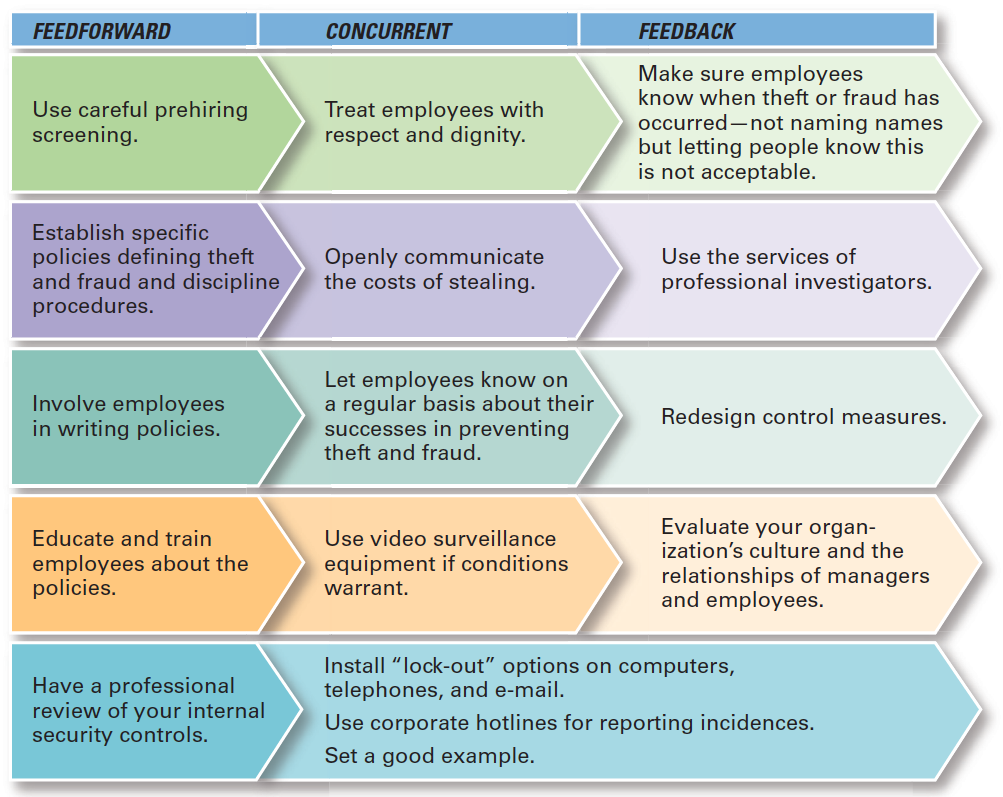 FEEDFORWARD
CONCURRENT
FEEDBACK
Use careful prehiring
screening.
Treat employees with
respect and dignity.
Make sure employees
know when theft or fraud has
occurred—not naming names
but letting people know this
is not acceptable.
Establish specific
policies defining theft
and fraud and discipline
procedures.
Openly communicate
the costs of stealing.
Use the services of
professional investigators.
Involve employees
in writing policies.
Let employees know on
a regular basis about their
successes in preventing
theft and fraud.
Redesign control measures.
Educate and train
employees about the
policies.
Use video surveillance
equipment if conditions
warrant.
Evaluate your organ-
ization’s culture and the
relationships of managers
and employees.
Have a professional
review of your internal
security controls.
Install “lock-out” options on computers,
telephones, and e-mail.
Use corporate hotlines for reporting incidences.
Set a good example.